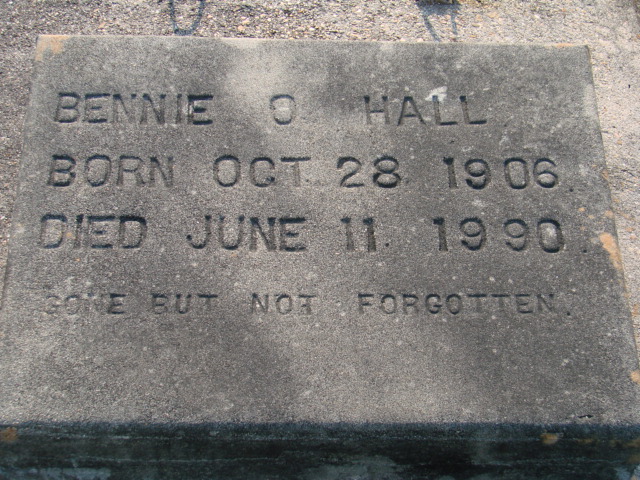 BENNIE O HALL
BORN OCT 28 1906.
DIED JUNE 11. 1990.
GONE BUT NOT FORGOTTEN.